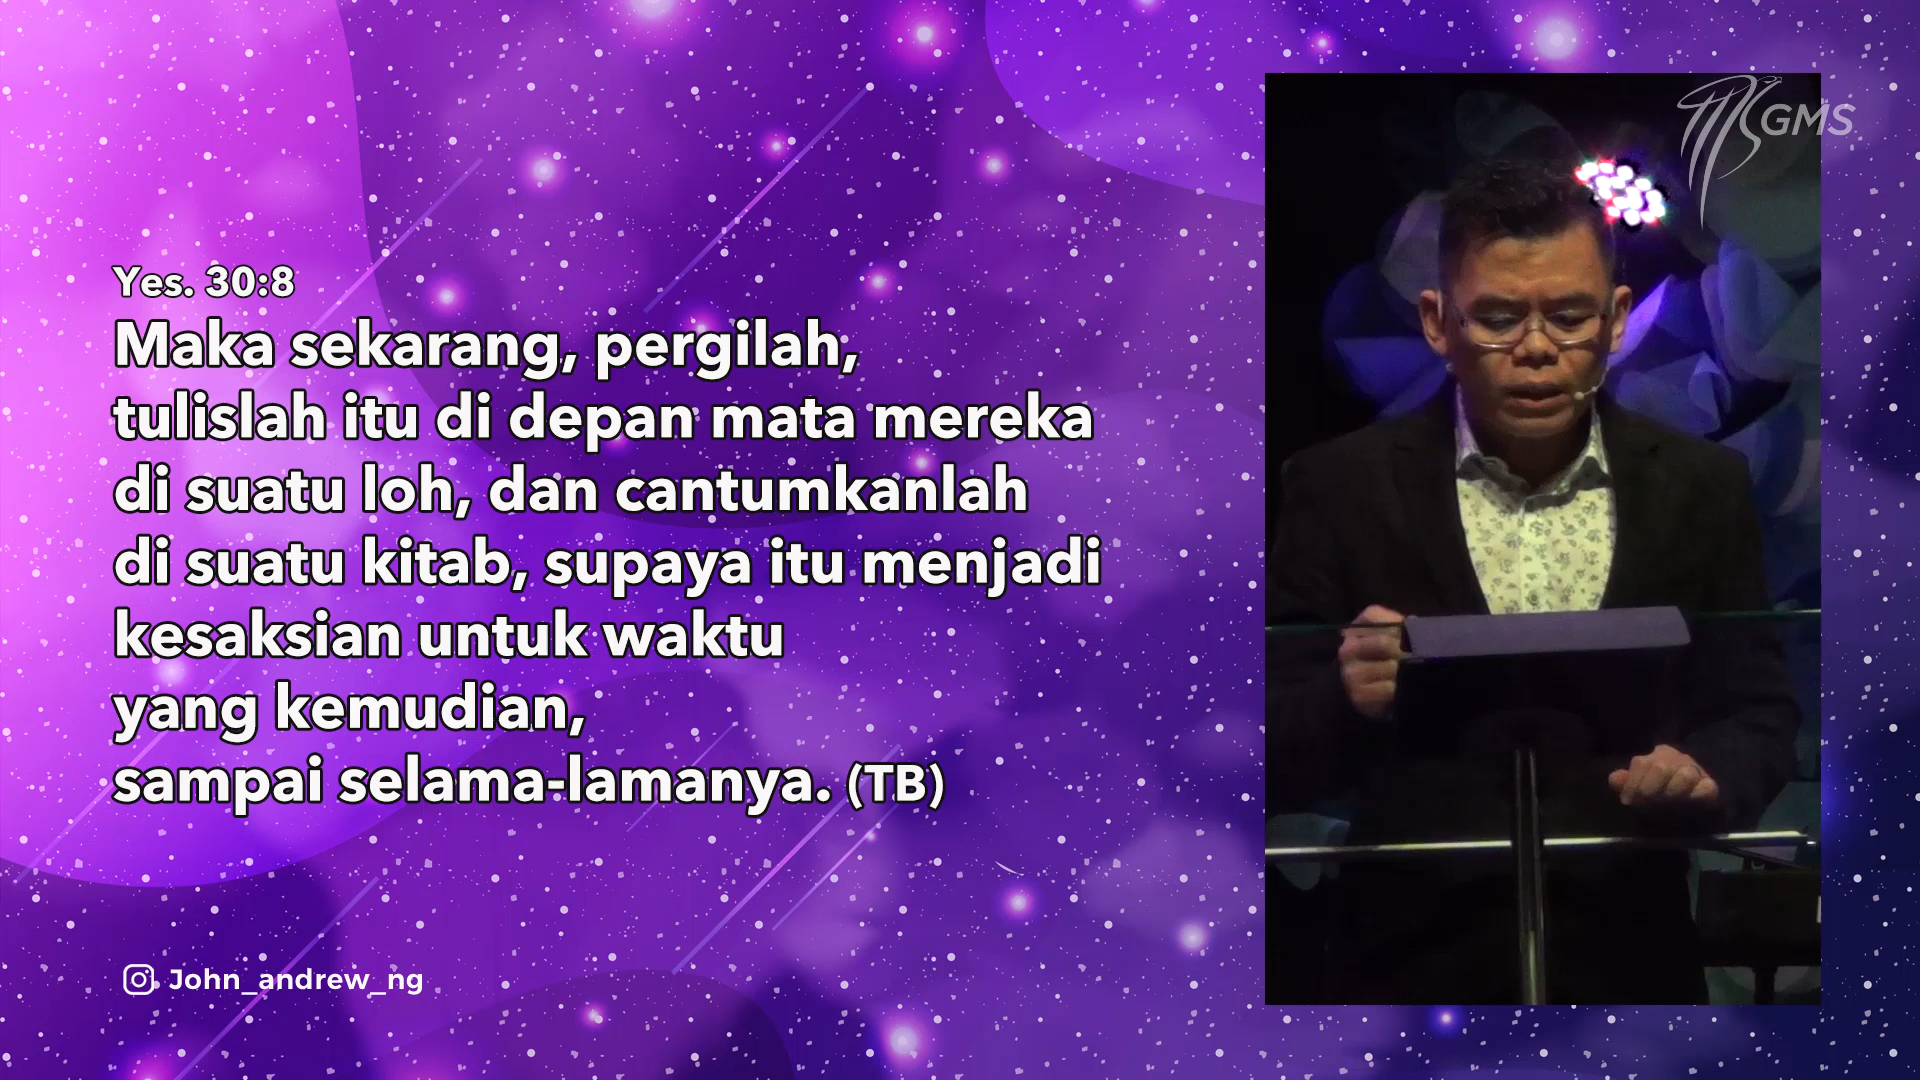 GMS
Yes. 30:8
Maka sekarang, pergilah,
tulislah itu di depan mata mereka
di suatu loh, dan cantumkanlah
di suatu kitab, supaya itu menjadi
kesaksian untuk waktu
yang kemudian,
sampai selama-lamanya. (TB)
John_andrew_ng